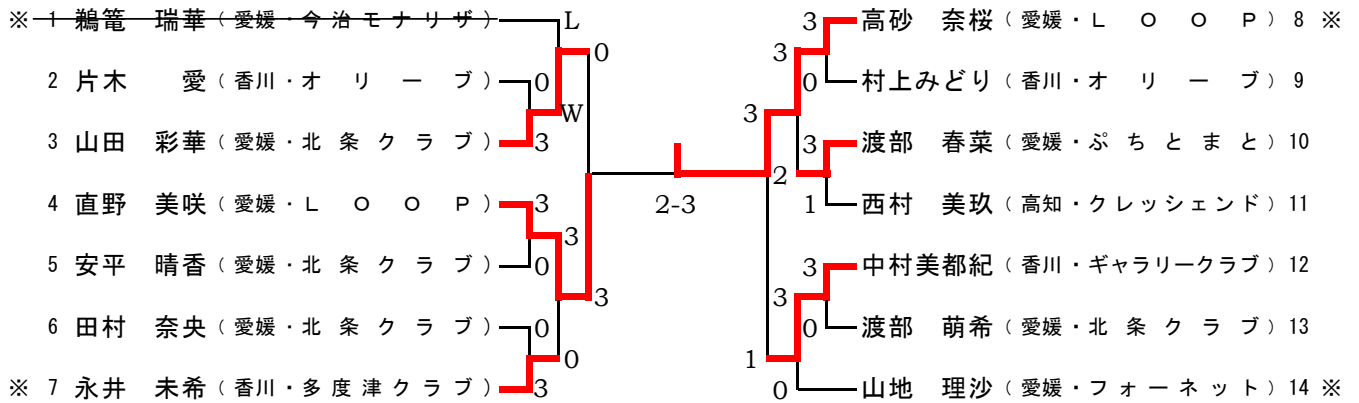 ※ 1 鵜篭 瑞華(愛媛・今治モナリザ) L 3 高砂 奈桜(愛媛・LOOP) 8 ※
0 3
2 片木 愛(香川・オリーブ) 0 0 村上みどり(香川・オリーブ) 9
W 3
3 山田 彩華(愛媛・北条クラブ) 3 3 渡部 春菜(愛媛・ぷちとまと) 10
2
4 直野 美咲(愛媛・LOOP) 3 2-3 1 西村 美玖(高知・クレッシェンド) 11
3
5 安平 晴香(愛媛・北条クラブ) 0 3 中村美都紀(香川・ギャラリークラブ) 12
3 3
6 田村 奈央(愛媛・北条クラブ) 0 0 渡部 萌希(愛媛・北条クラブ) 13
0 1
※ 7 永井 未希(香川・多度津クラブ) 3 0 山地 理沙(愛媛・フォーネット) 14 ※